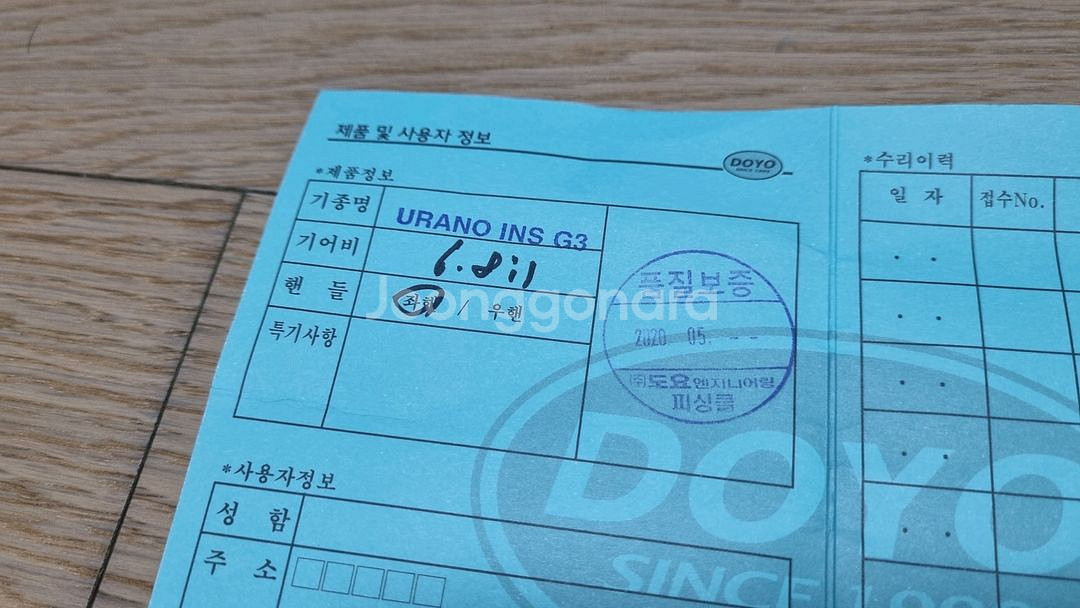 제품 및 사용자 정보
DOYO
*제품정보
기종명 URANO INS G3
기어비 6.8:1
핸 들 좌핸 / 우핸
특기사항
품질보증
2020 05. - -
(주)도요엔지니어링
피싱클
*사용자정보
성 함
주 소
*수리이력
일 자 접수No.
DOYO
SINCE
Joonggonara